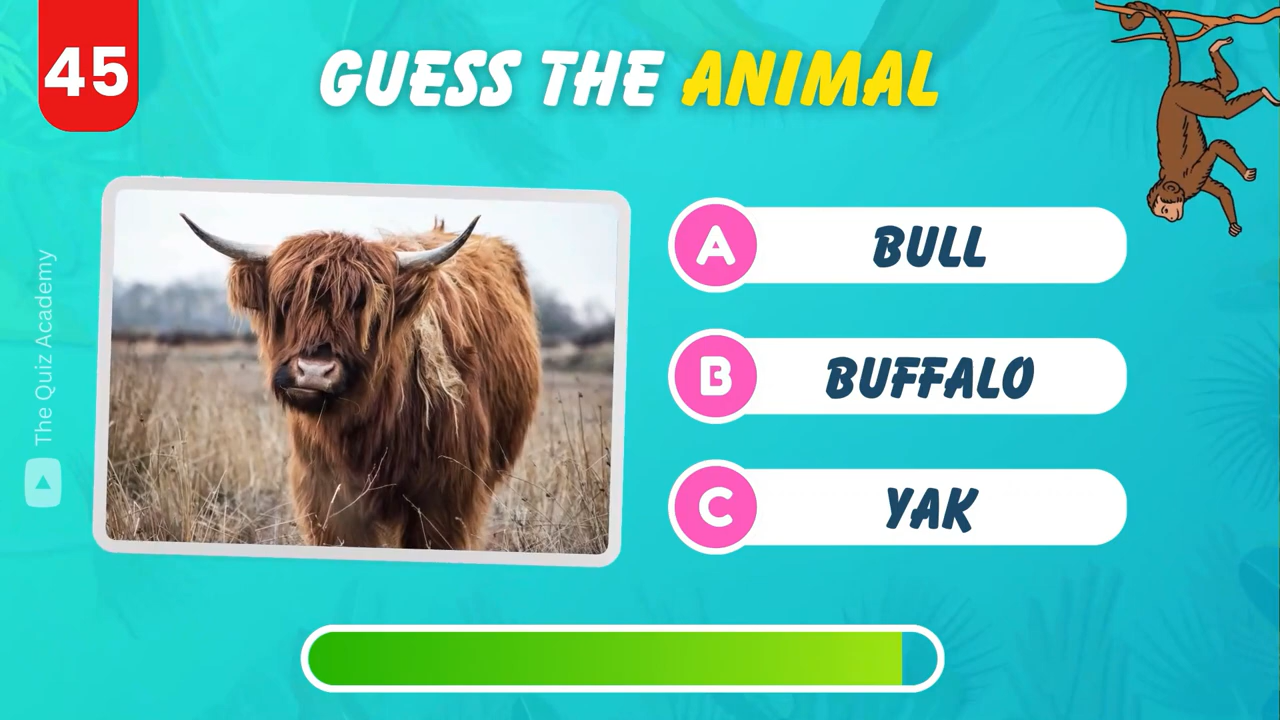 45
GUESS THE ANIMAL
The Quiz Academy
A BULL
B BUFFALO
C YAK